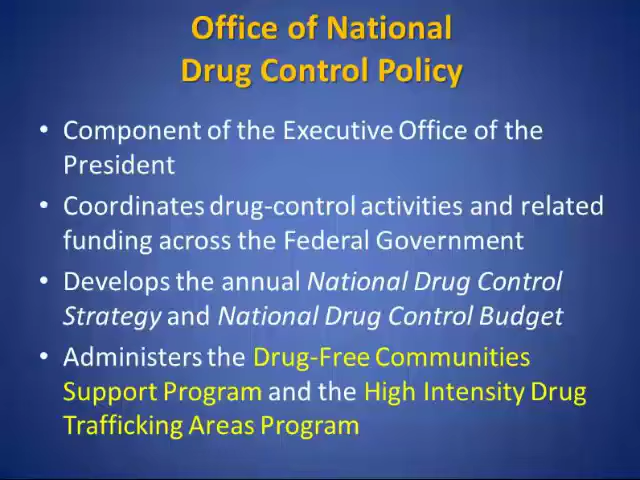 Office of National
Drug Control Policy
• Component of the Executive Office of the
President
• Coordinates drug-control activities and related
funding across the Federal Government
• Develops the annual National Drug Control
Strategy and National Drug Control Budget
• Administers the Drug-Free Communities
Support Program and the High Intensity Drug
Trafficking Areas Program